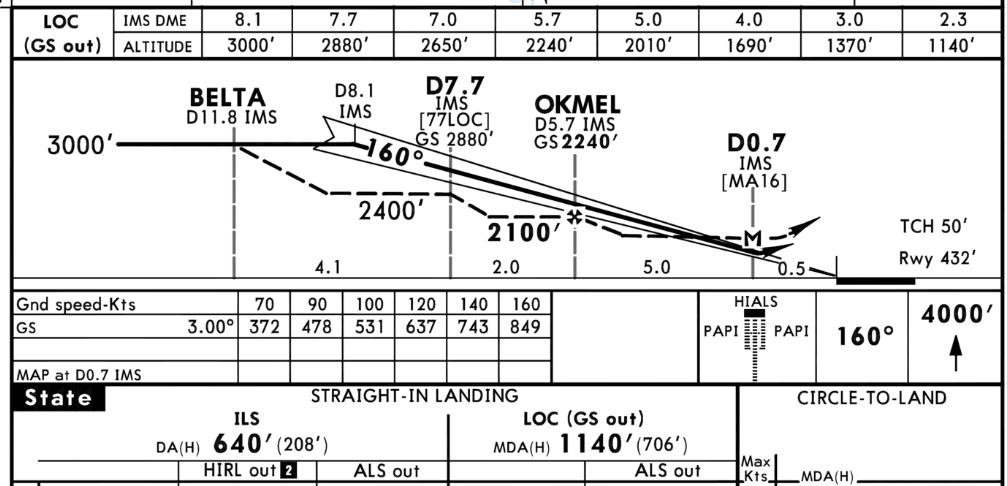 LOC IMS DME 8.1 7.7 7.0 5.7 5.0 4.0 3.0 2.3
(GS out) ALTITUDE 3000' 2880' 2650' 2240' 2010' 1690' 1370' 1140'
BELTA
D11.8 IMS
D8.1
IMS
D7.7
IMS
[77LOC]
GS 2880'
OKMEL
D5.7 IMS
GS 2240'
D0.7
IMS
[MA16]
3000'
160°
2400'
2100'
M
TCH 50'
Rwy 432'
4.1 2.0 5.0 0.5
Gnd speed-Kts 70 90 100 120 140 160
GS 3.00° 372 478 531 637 743 849
MAP at D0.7 IMS
HIALS
PAPI PAPI
160°
4000'
State STRAIGHT-IN LANDING CIRCLE-TO-LAND
ILS LOC (GS out)
DA(H) 640' (208') MDA(H) 1140' (706')
HIRL out 2 ALS out ALS out
Max
Kts MDA(H)